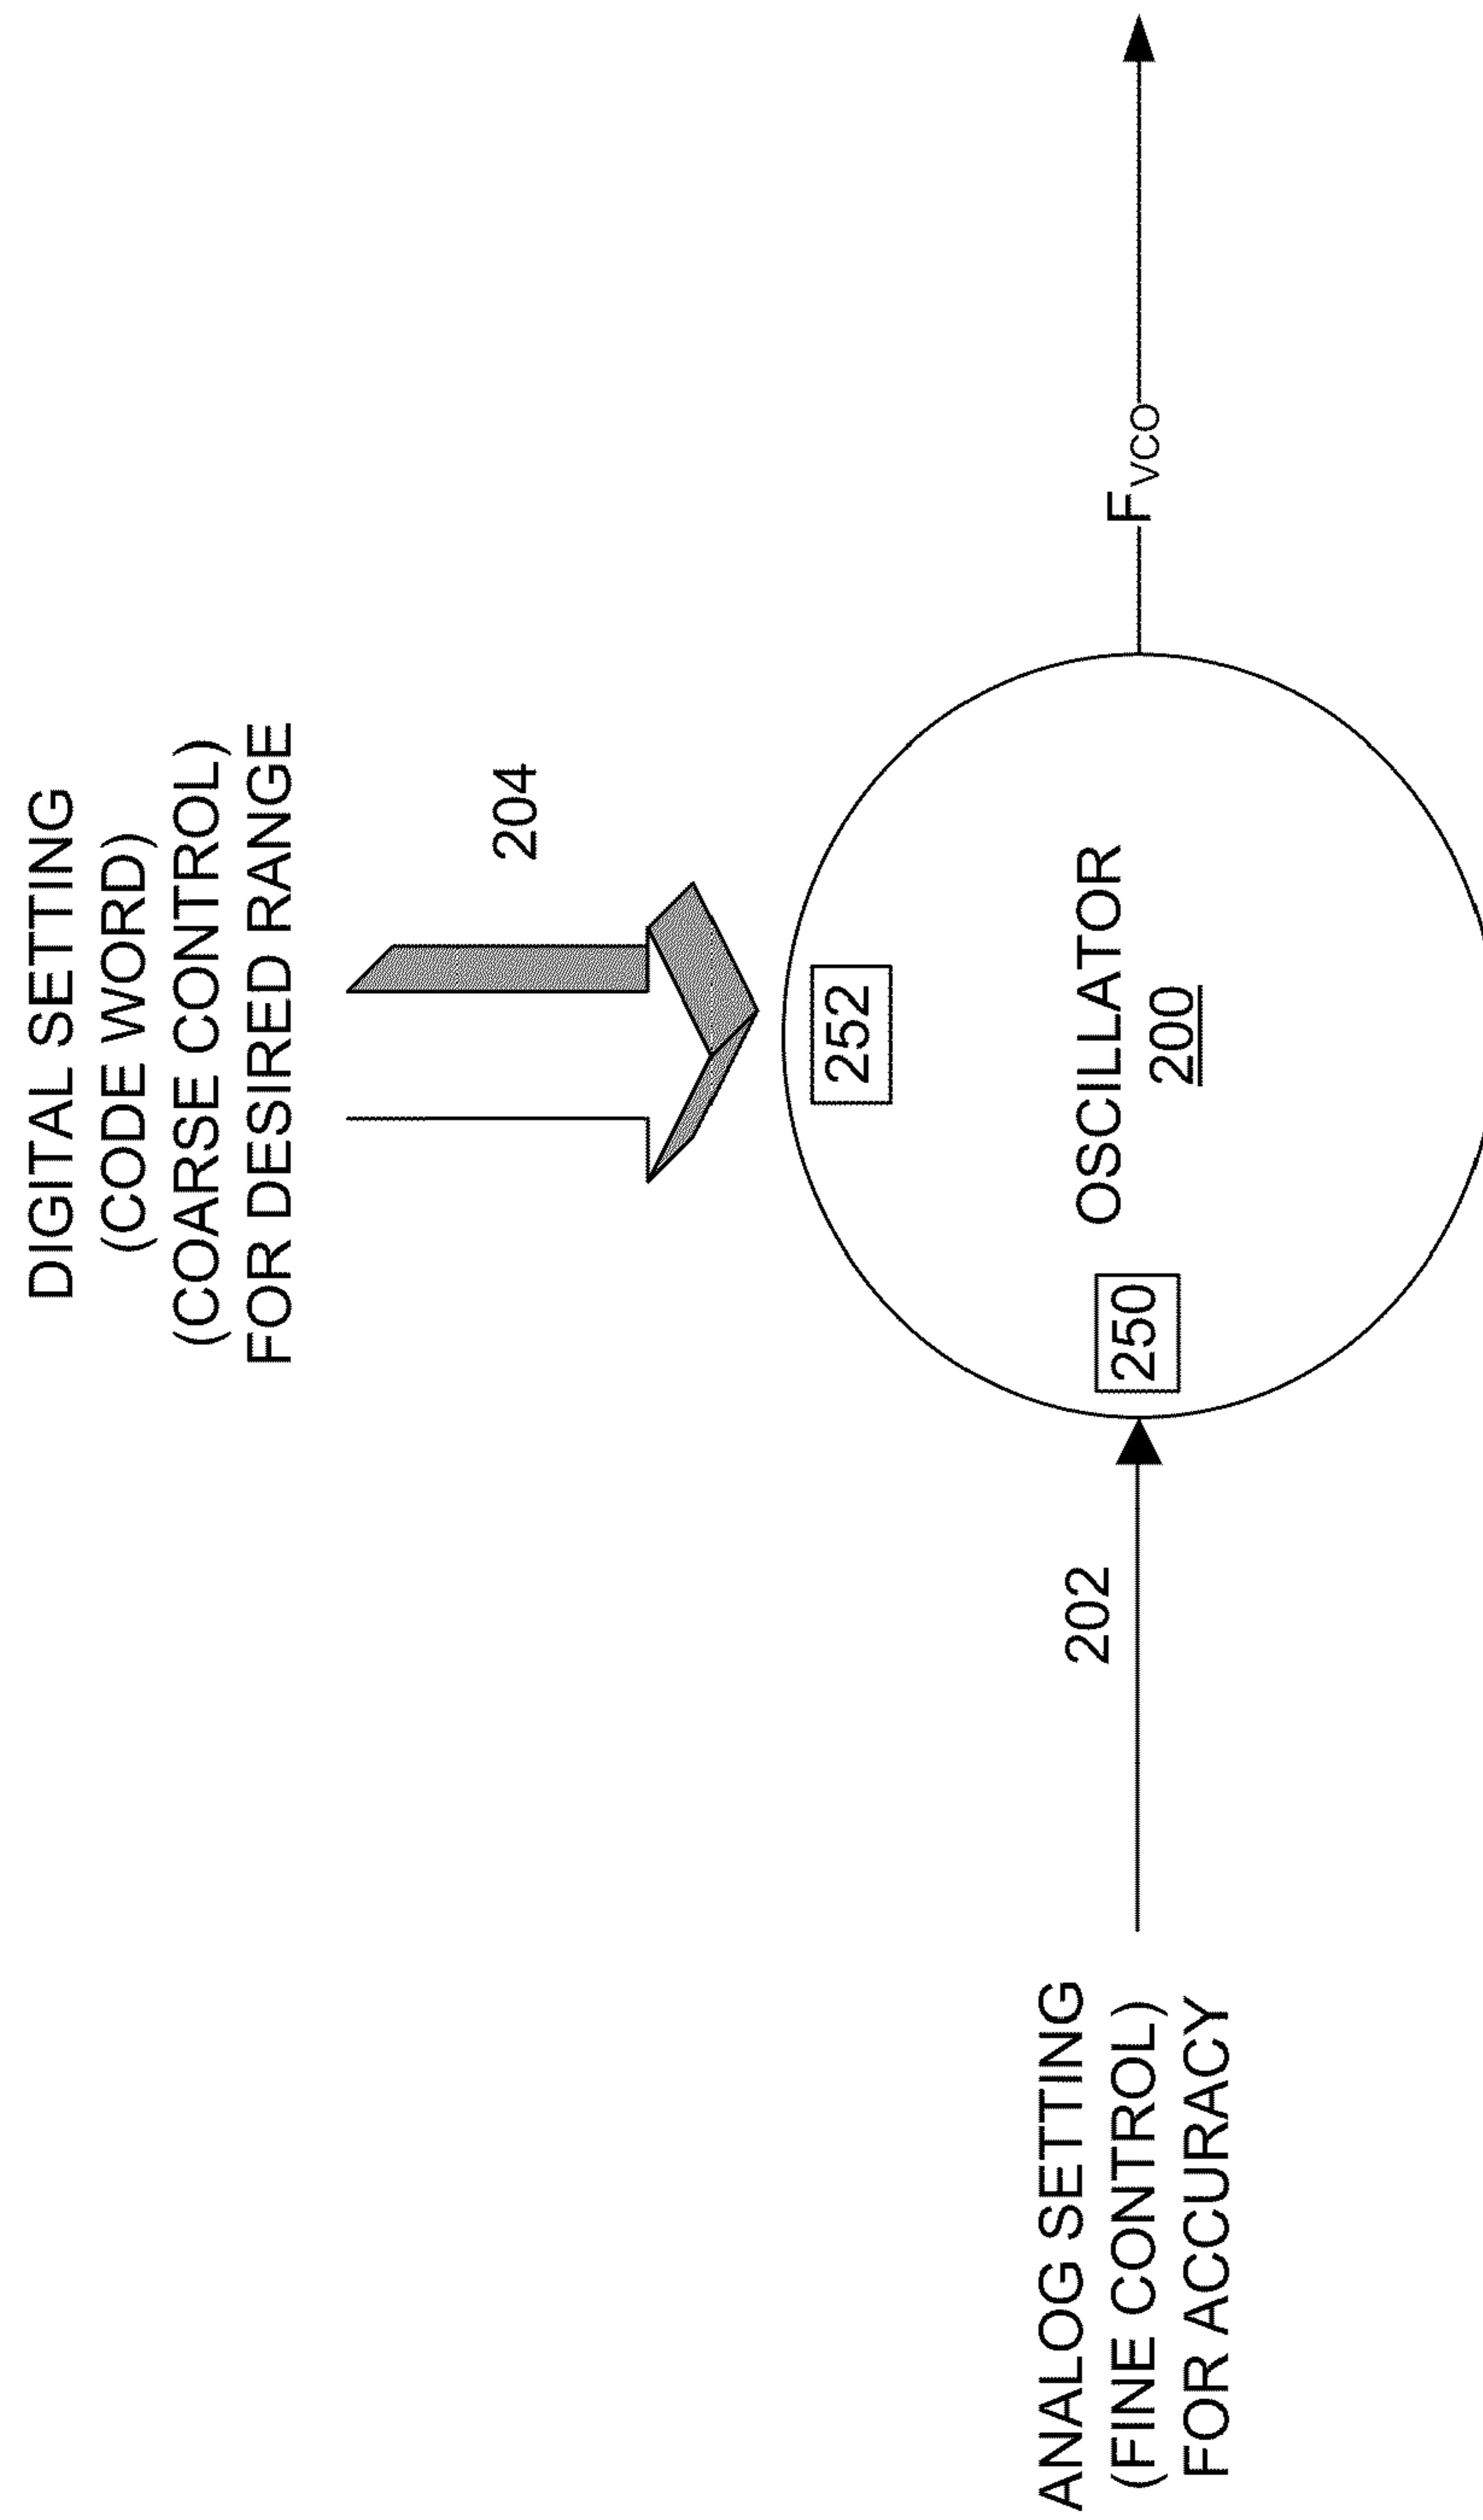 DIGITAL SETTING
(CODE WORD)
(COARSE CONTROL)
FOR DESIRED RANGE
204
252
ANALOG SETTING
(FINE CONTROL)
FOR ACCURACY
202
250
OSCILLATOR
200
FVCO